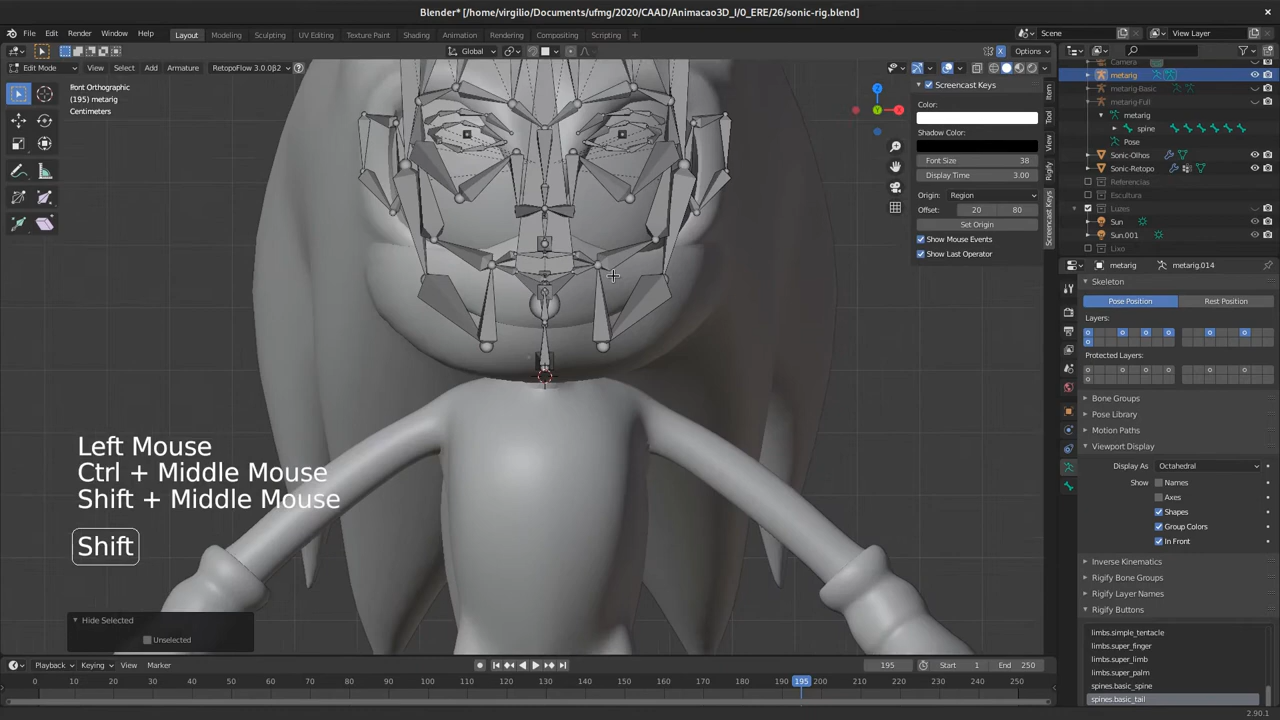 Blender* [/home/virgilio/Documents/ufmg/2020/CAAD/Animacao3D_I/0_ERE/26/sonic-rig.blend]
File Edit Render Window Help Layout Modeling Sculpting UV Editing Texture Paint Shading Animation Rendering Compositing Scripting + Scene View Layer
Global Options
Edit Mode View Select Add Armature RetopoFlow 3.0.0β2
Front Orthographic
(195) metarig
Centimeters
Z
X
Y
Screencast Keys
Color:
Shadow Color:
Font Size 38
Display Time 3.00
Origin: Region
Offset: 20 80
Set Origin
Show Mouse Events
Show Last Operator
Item
Tool
View
Rigify
Screencast Keys
Camera
metarig
metarig-Basic
metarig-Full
metarig
spine
Pose
Sonic-Olhos
Sonic-Retopo
Referencias
Escultura
Luzes
Sun
Sun.001
Lixo
metarig metarig.014
Skeleton
Pose Position Rest Position
Layers:
Protected Layers:
Bone Groups
Pose Library
Motion Paths
Viewport Display
Display As Octahedral
Show Names
Axes
Shapes
Group Colors
In Front
Inverse Kinematics
Rigify Bone Groups
Rigify Layer Names
Rigify Buttons
limbs.simple_tentacle
limbs.super_finger
limbs.super_limb
limbs.super_palm
spines.basic_spine
spines.basic_tail
Left Mouse
Ctrl + Middle Mouse
Shift + Middle Mouse
Shift
Hide Selected
Unselected
Playback Keying View Marker 195 Start 1 End 250
0 10 20 30 40 50 60 70 80 90 100 110 120 130 140 150 160 170 180 190 195 200 210 220 230 240 250
2.90.1